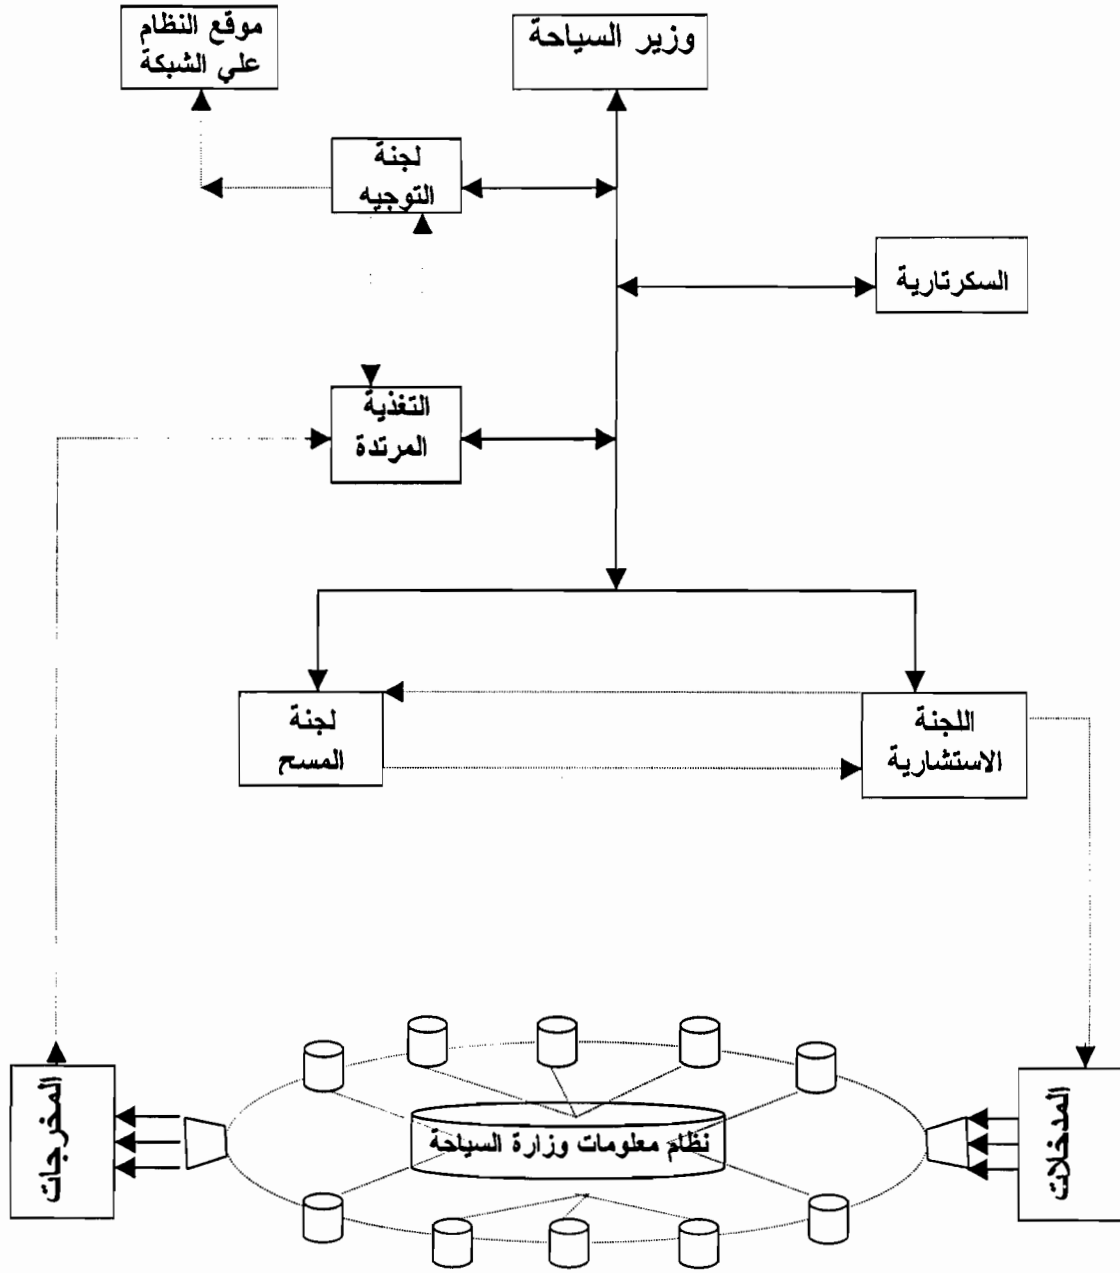 وزير السياحة
موقع النظام
علي الشبكة
لجنة
التوجيه
السكرتارية
التغذية
المرتدة
اللجنة
الاستشارية
لجنة
المسح
المدخلات
نظام معلومات وزارة السياحة
المخرجات